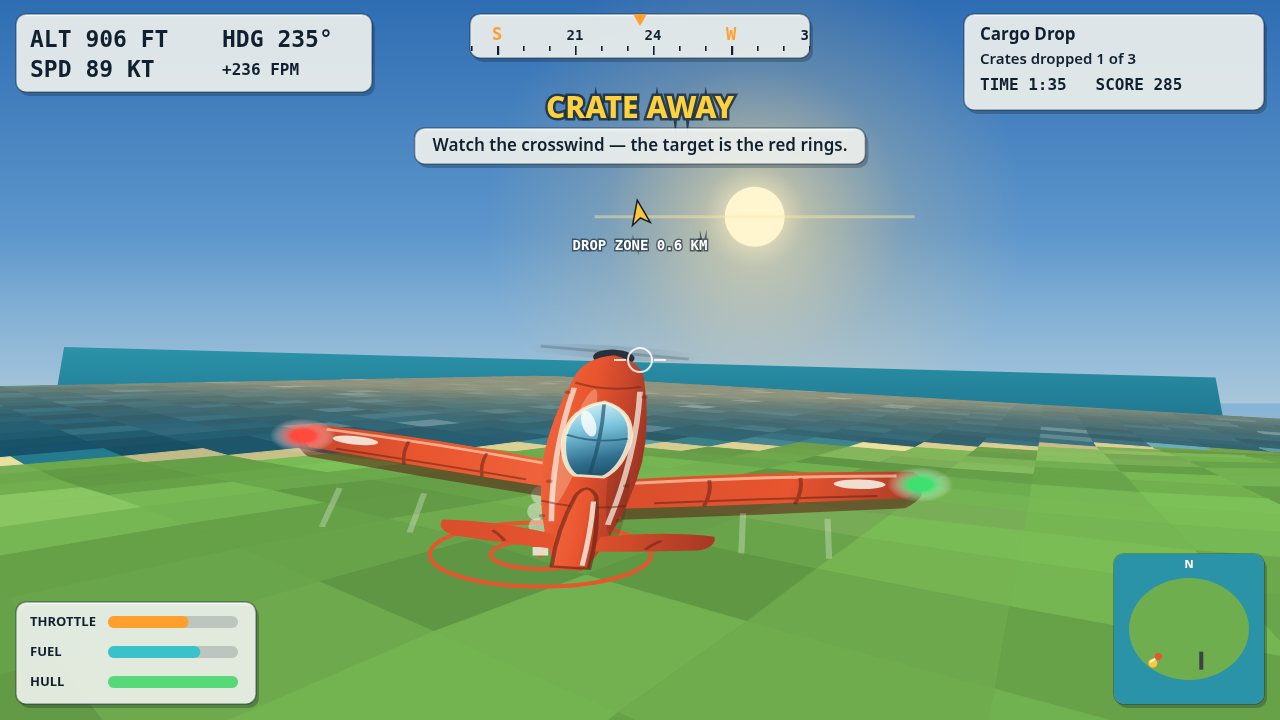 ALT 906 FT HDG 235°
SPD 89 KT +236 FPM
S 21 24 W 3
Cargo Drop
Crates dropped 1 of 3
TIME 1:35 SCORE 285
CRATE AWAY
Watch the crosswind — the target is the red rings.
DROP ZONE 0.6 KM
THROTTLE
FUEL
HULL
N